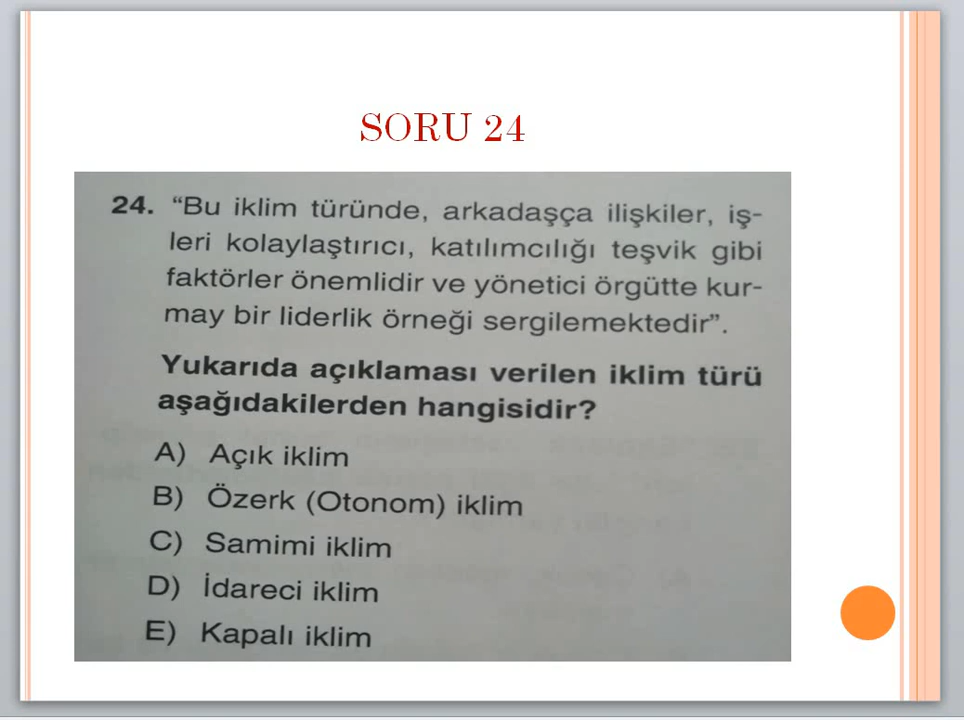 SORU 24
24. “Bu iklim türünde, arkadaşça ilişkiler, iş-
leri kolaylaştırıcı, katılımcılığı teşvik gibi
faktörler önemlidir ve yönetici örgütte kur-
may bir liderlik örneği sergilemektedir”.
Yukarıda açıklaması verilen iklim türü
aşağıdakilerden hangisidir?
A) Açık iklim
B) Özerk (Otonom) iklim
C) Samimi iklim
D) İdareci iklim
E) Kapalı iklim